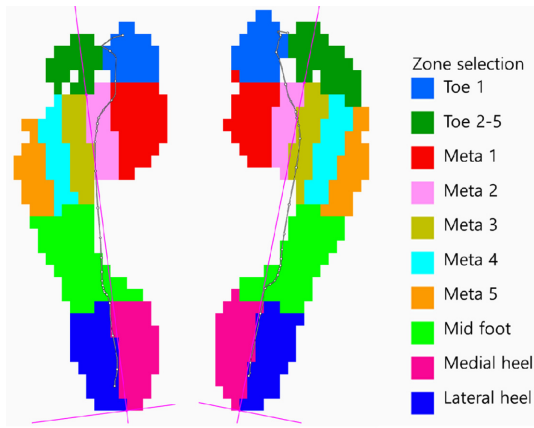 Zone selection
Toe 1
Toe 2-5
Meta 1
Meta 2
Meta 3
Meta 4
Meta 5
Mid foot
Medial heel
Lateral heel